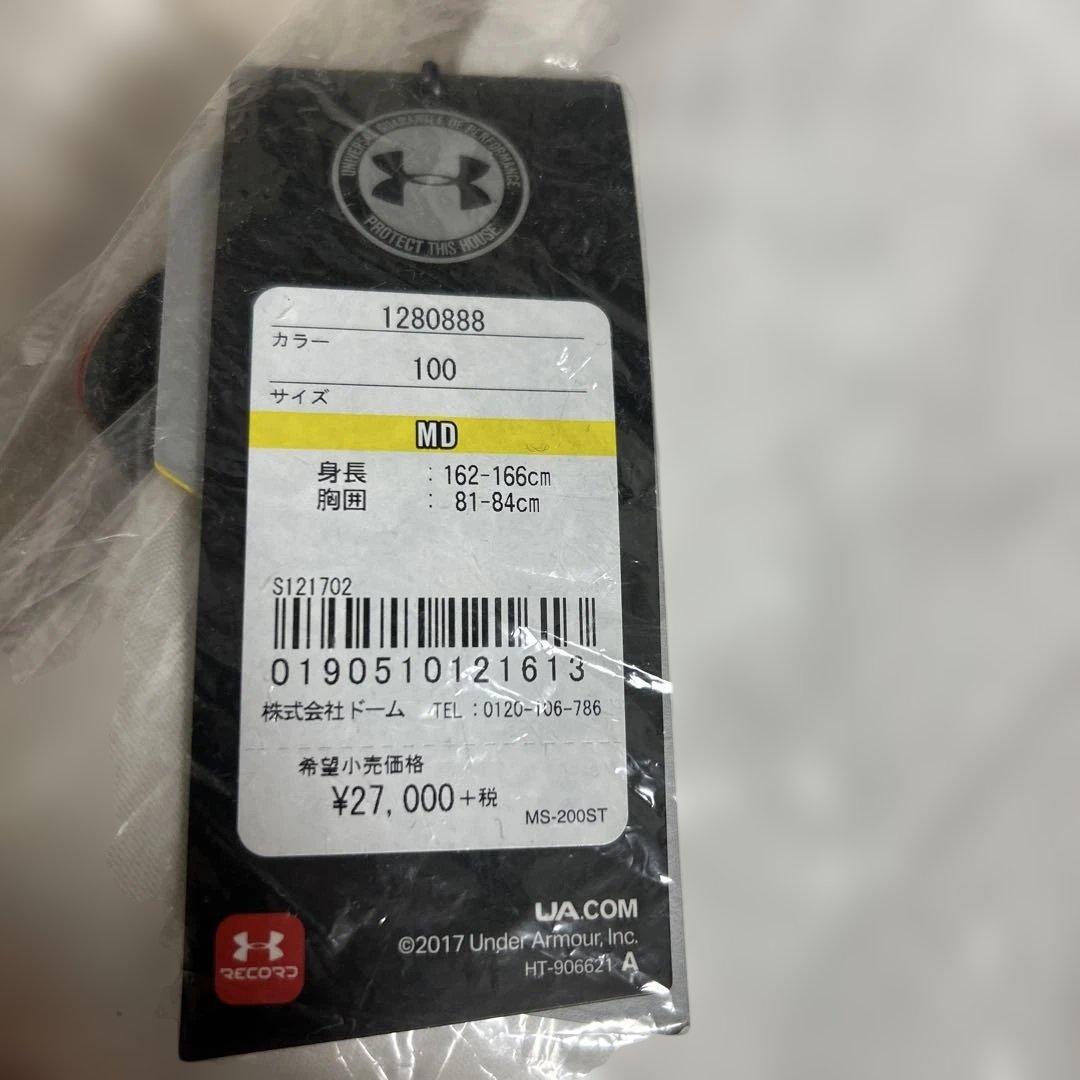 UNIVERSAL GUARANTEE OF PERFORMANCE
PROTECT THIS HOUSE
1280888
カラー
100
サイズ
MD
身長 : 162-166cm
胸囲 : 81-84cm
S121702
0190510121613
株式会社ドーム TEL:0120-106-786
希望小売価格
¥27,000+税
MS-200ST
UA.COM
©2017 Under Armour, Inc.
HT-906621 A
RECORD